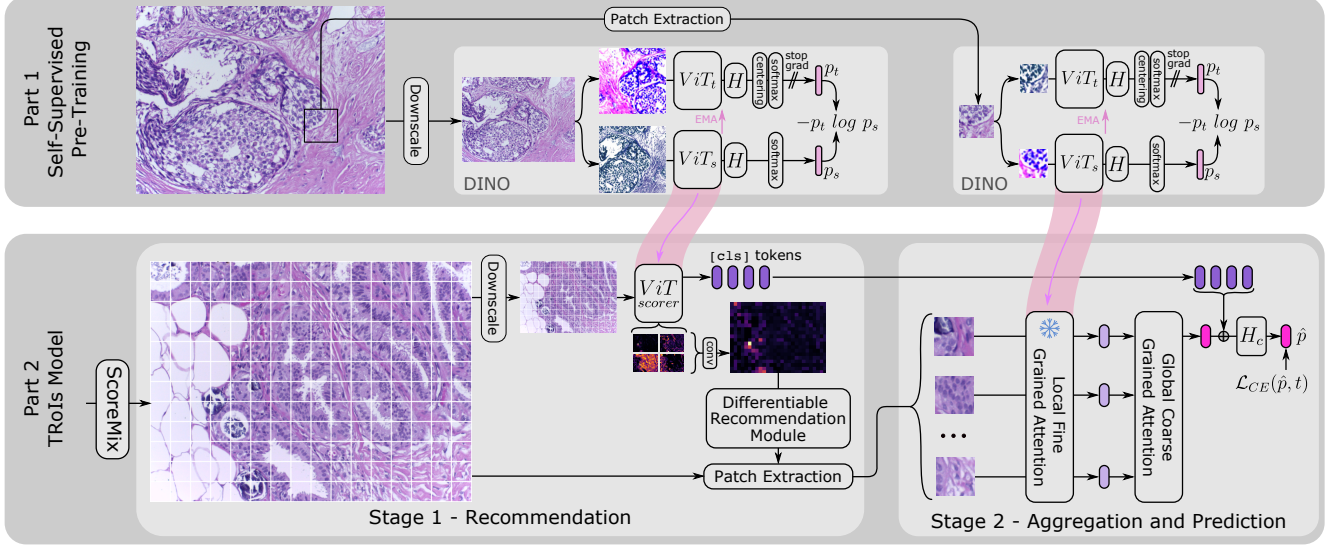 Part 1
Self-Supervised
Pre-Training
Patch Extraction
Downscale
DINO
ViT_t
H
centering
softmax
stop
grad
p_t
EMA
-p_t log p_s
ViT_s
H
softmax
p_s
DINO
ViT_t
H
centering
softmax
stop
grad
p_t
EMA
-p_t log p_s
ViT_s
H
softmax
p_s
Part 2
TRoIs Model
ScoreMix
Downscale
ViT
scorer
[cls] tokens
conv
Differentiable
Recommendation
Module
Patch Extraction
Stage 1 - Recommendation
...
Local Fine
Grained Attention
Global Coarse
Grained Attention
H_c
p̂
ℒ_CE(p̂, t)
Stage 2 - Aggregation and Prediction